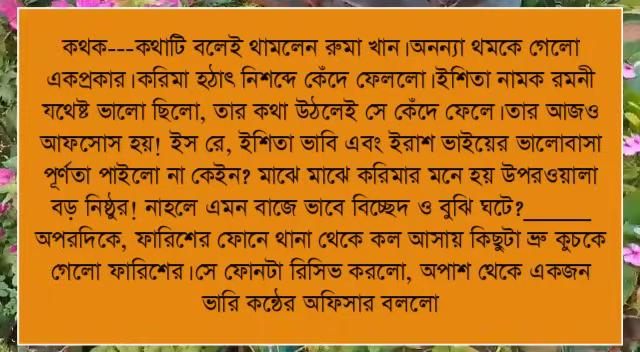 কথক---কথাটি বলেই থামলেন রুমা খান।অনন্যা থমকে গেলো
একপ্রকার।করিমা হঠাৎ নিশব্দে কেঁদে ফেললো।ইশিতা নামক রমনী
যথেষ্ট ভালো ছিলো, তার কথা উঠলেই সে কেঁদে ফেলে।তার আজও
আফসোস হয়! ইস রে, ইশিতা ভাবি এবং ইরাশ ভাইয়ের ভালোবাসা
পূর্ণতা পাইলো না কেইন? মাঝে মাঝে করিমার মনে হয় উপরওয়ালা
বড় নিষ্ঠুর! নাহলে এমন বাজে ভাবে বিচ্ছেদ ও বুঝি ঘটে?_____
অপরদিকে, ফারিশের ফোনে থানা থেকে কল আসায় কিছুটা ভ্রু কুচকে
গেলো ফারিশের।সে ফোনটা রিসিভ করলো, অপাশ থেকে একজন
ভারি কন্ঠের অফিসার বললো